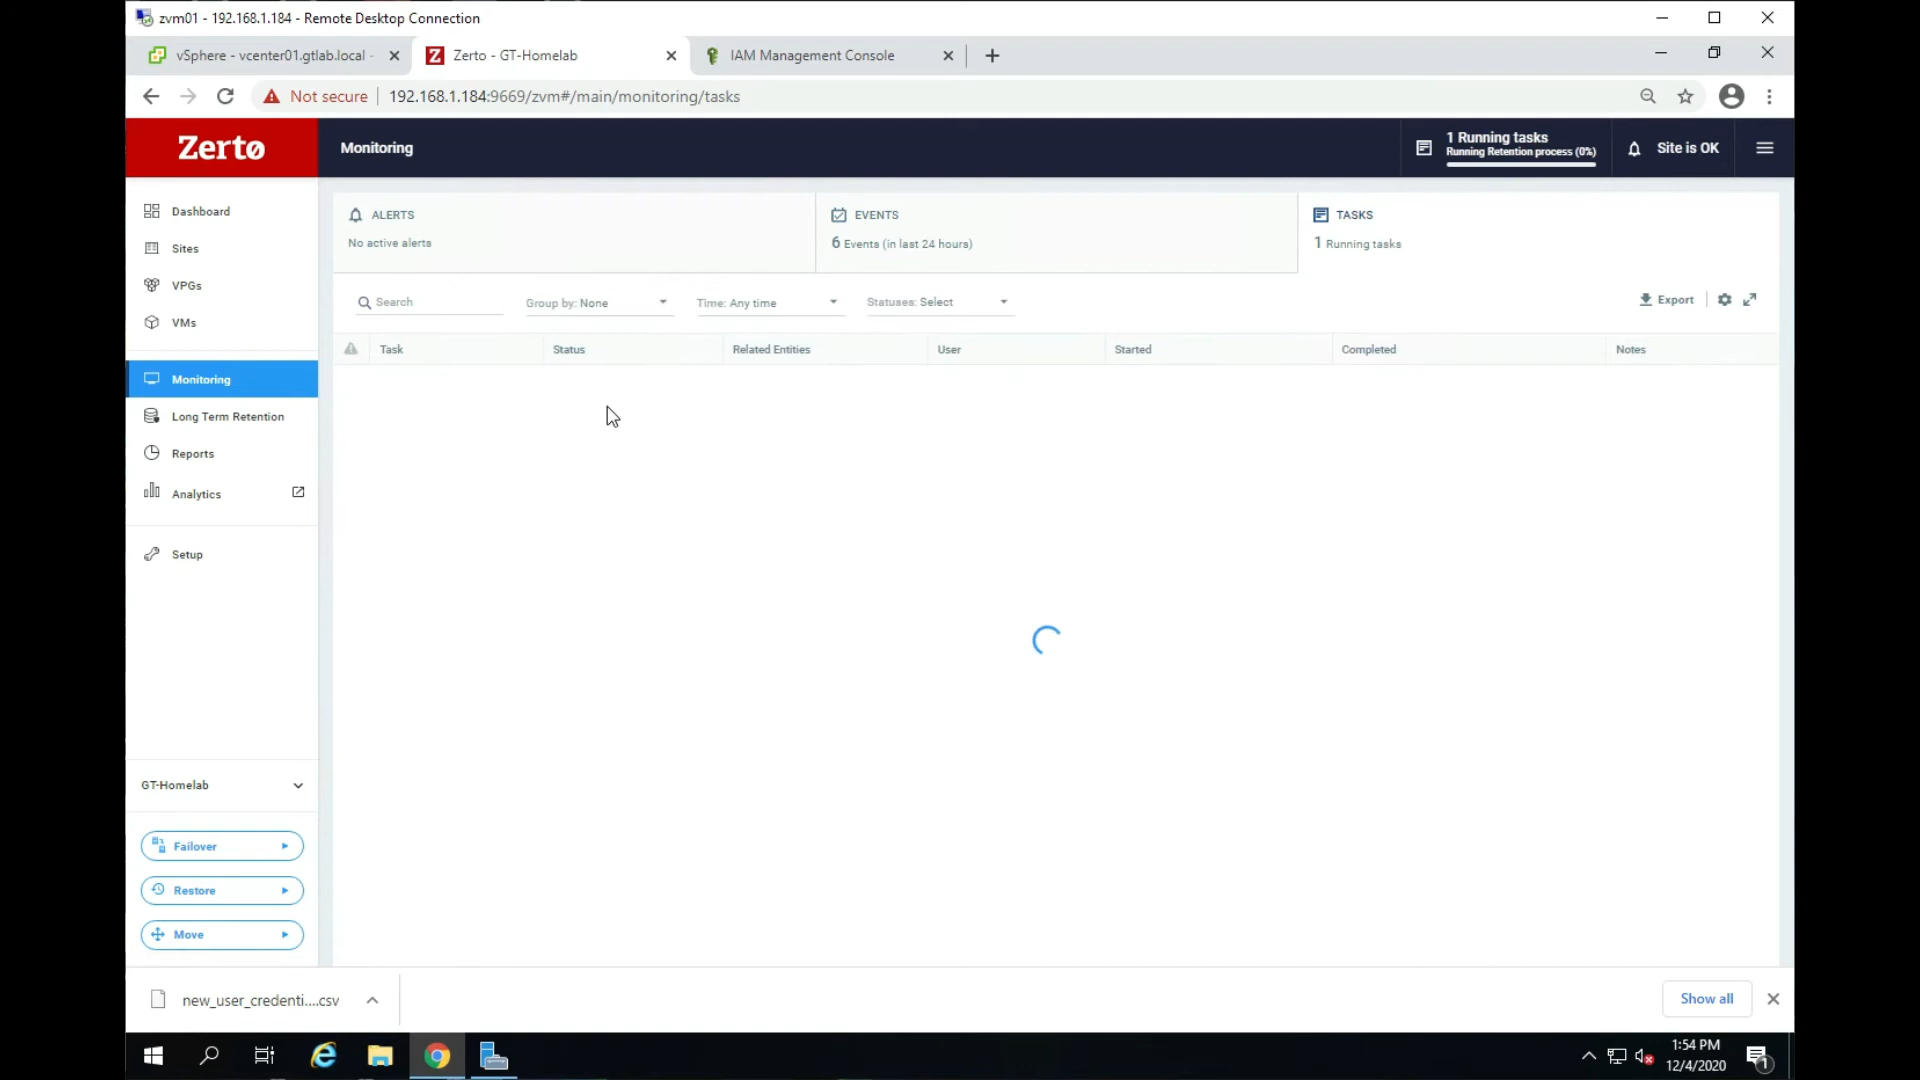 zvm01 - 192.168.1.184 - Remote Desktop Connection
vSphere - vcenter01.gtlab.local -
Zerto - GT-Homelab
IAM Management Console
Not secure
192.168.1.184:9669/zvm#/main/monitoring/tasks
Zerto
Monitoring
1 Running tasks
Running Retention process (0%)
Site is OK
Dashboard
Sites
VPGs
VMs
Monitoring
Long Term Retention
Reports
Analytics
Setup
ALERTS
No active alerts
EVENTS
6 Events (in last 24 hours)
TASKS
1 Running tasks
Search
Group by: None
Time: Any time
Statuses: Select
Export
Task
Status
Related Entities
User
Started
Completed
Notes
GT-Homelab
Failover
Restore
Move
new_user_credenti....csv
Show all
1:54 PM
12/4/2020
1